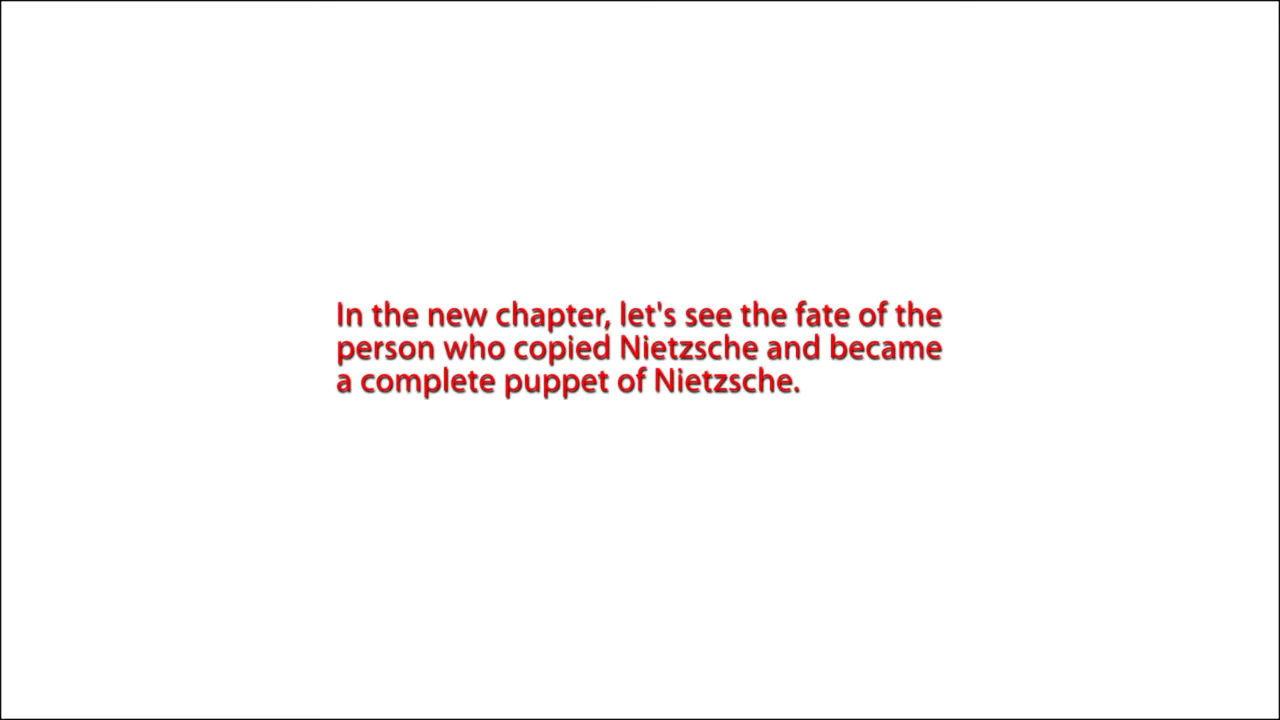 In the new chapter, let's see the fate of the
person who copied Nietzsche and became
a complete puppet of Nietzsche.